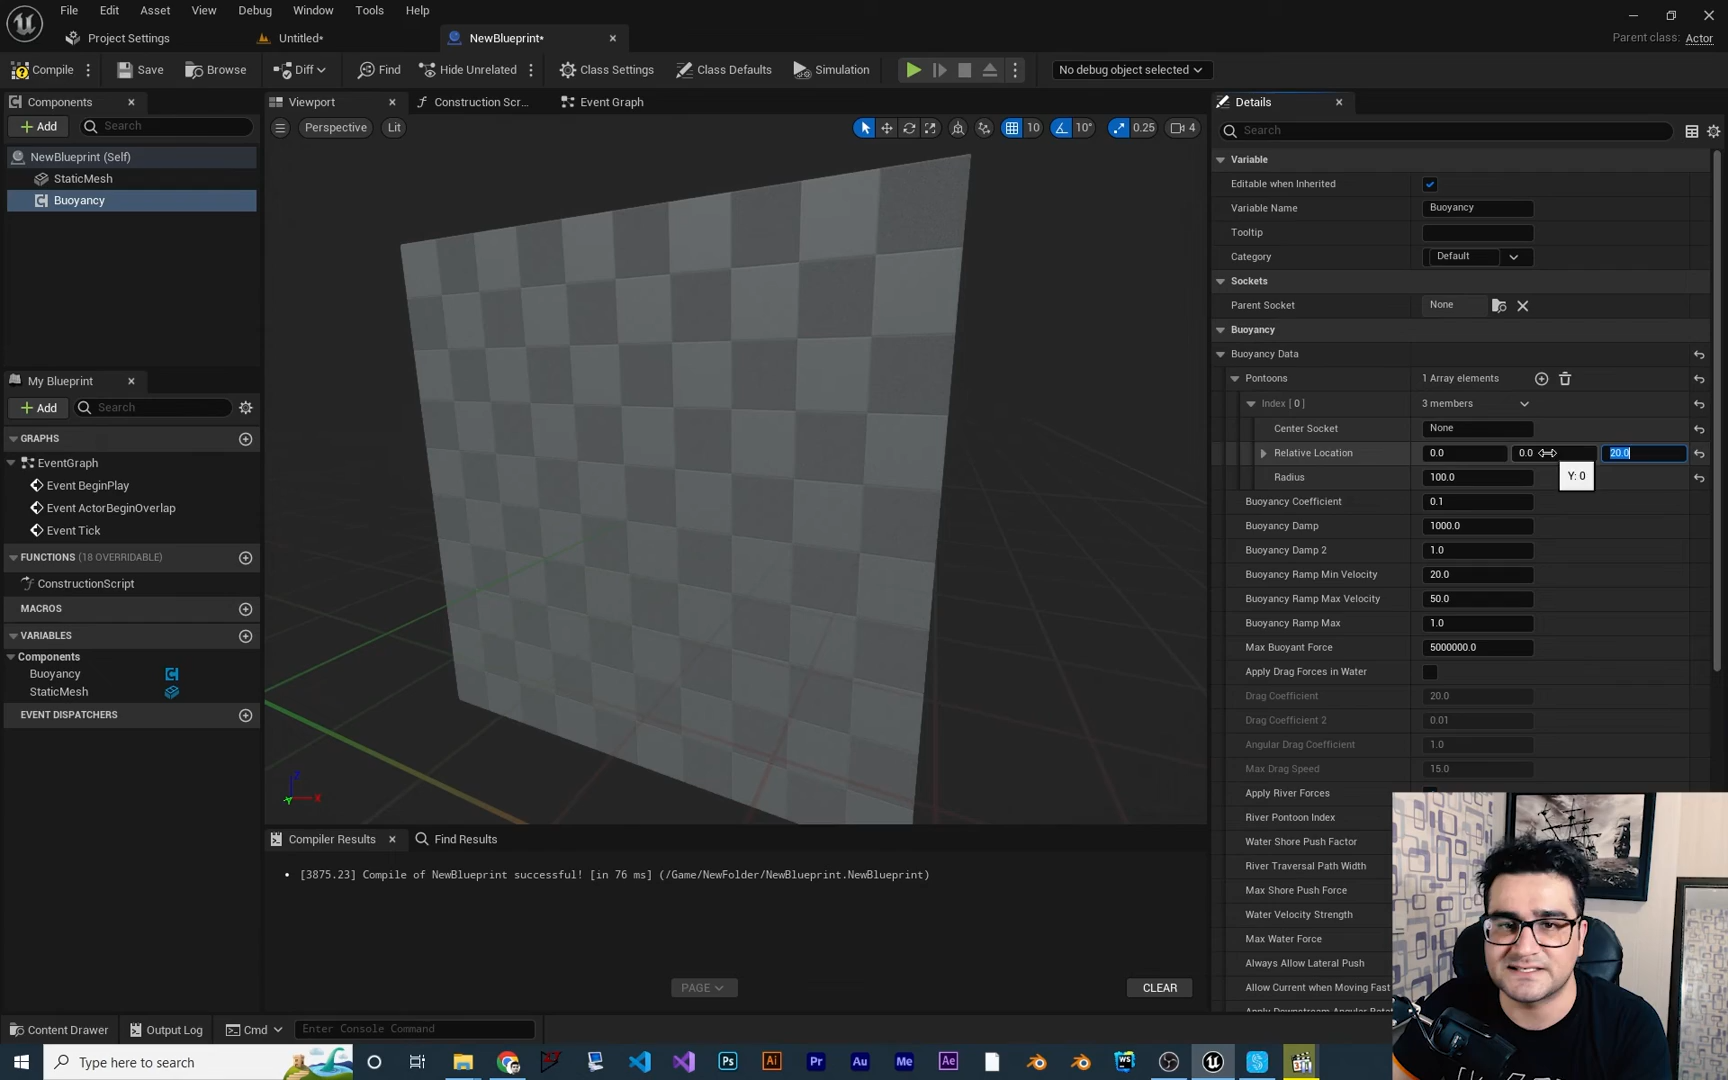 File Edit Asset View Debug Window Tools Help
Project Settings Untitled* NewBlueprint*
Parent class: Actor
Compile Save Browse Diff Find Hide Unrelated Class Settings Class Defaults Simulation No debug object selected
Components
Add Search
NewBlueprint (Self)
StaticMesh
Buoyancy
My Blueprint
Add Search
GRAPHS
EventGraph
Event BeginPlay
Event ActorBeginOverlap
Event Tick
FUNCTIONS (18 OVERRIDABLE)
ConstructionScript
MACROS
VARIABLES
Components
Buoyancy
StaticMesh
EVENT DISPATCHERS
Viewport Construction Scr... Event Graph
Perspective Lit 10 10° 0.25 4
Compiler Results Find Results
[3875.23] Compile of NewBlueprint successful! [in 76 ms] (/Game/NewFolder/NewBlueprint.NewBlueprint)
PAGE CLEAR
Details
Search
Variable
Editable when Inherited
Variable Name Buoyancy
Tooltip
Category Default
Sockets
Parent Socket None
Buoyancy
Buoyancy Data
Pontoons 1 Array elements
Index [ 0 ] 3 members
Center Socket None
Relative Location 0.0 0.0 20.0
Y: 0
Radius 100.0
Buoyancy Coefficient 0.1
Buoyancy Damp 1000.0
Buoyancy Damp 2 1.0
Buoyancy Ramp Min Velocity 20.0
Buoyancy Ramp Max Velocity 50.0
Buoyancy Ramp Max 1.0
Max Buoyant Force 5000000.0
Apply Drag Forces in Water
Drag Coefficient 20.0
Drag Coefficient 2 0.01
Angular Drag Coefficient 1.0
Max Drag Speed 15.0
Apply River Forces
River Pontoon Index
Water Shore Push Factor
River Traversal Path Width
Max Shore Push Force
Water Velocity Strength
Max Water Force
Always Allow Lateral Push
Allow Current when Moving Fast
Content Drawer Output Log Cmd Enter Console Command
Type here to search
Ps Ai Pr Au Me Ae WS